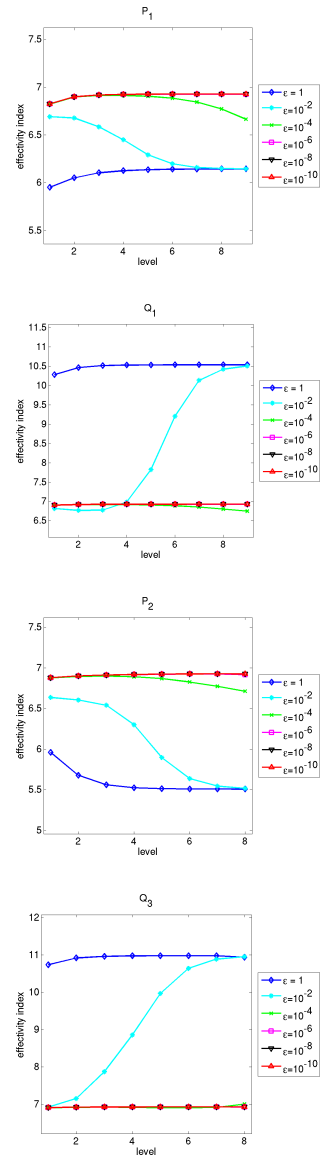 P1
7.5
7
6.5
6
5.5
effectivity index
2 4 6 8
level
ε = 1
ε=10^-2
ε=10^-4
ε=10^-6
ε=10^-8
ε=10^-10
Q1
11.5
11
10.5
10
9.5
9
8.5
8
7.5
7
6.5
effectivity index
2 4 6 8
level
ε = 1
ε=10^-2
ε=10^-4
ε=10^-6
ε=10^-8
ε=10^-10
P2
7.5
7
6.5
6
5.5
5
effectivity index
2 4 6 8
level
ε = 1
ε=10^-2
ε=10^-4
ε=10^-6
ε=10^-8
ε=10^-10
Q3
12
11
10
9
8
7
effectivity index
2 4 6 8
level
ε = 1
ε=10^-2
ε=10^-4
ε=10^-6
ε=10^-8
ε=10^-10